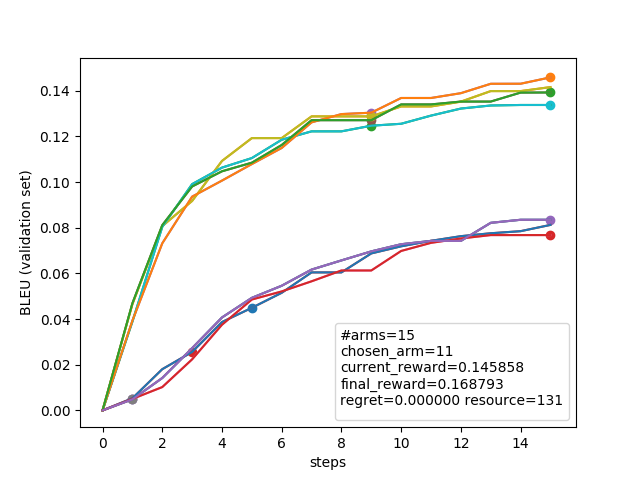 0.14
0.12
0.10
0.08
0.06
0.04
0.02
0.00
BLEU (validation set)
#arms=15
chosen_arm=11
current_reward=0.145858
final_reward=0.168793
regret=0.000000 resource=131
0 2 4 6 8 10 12 14
steps